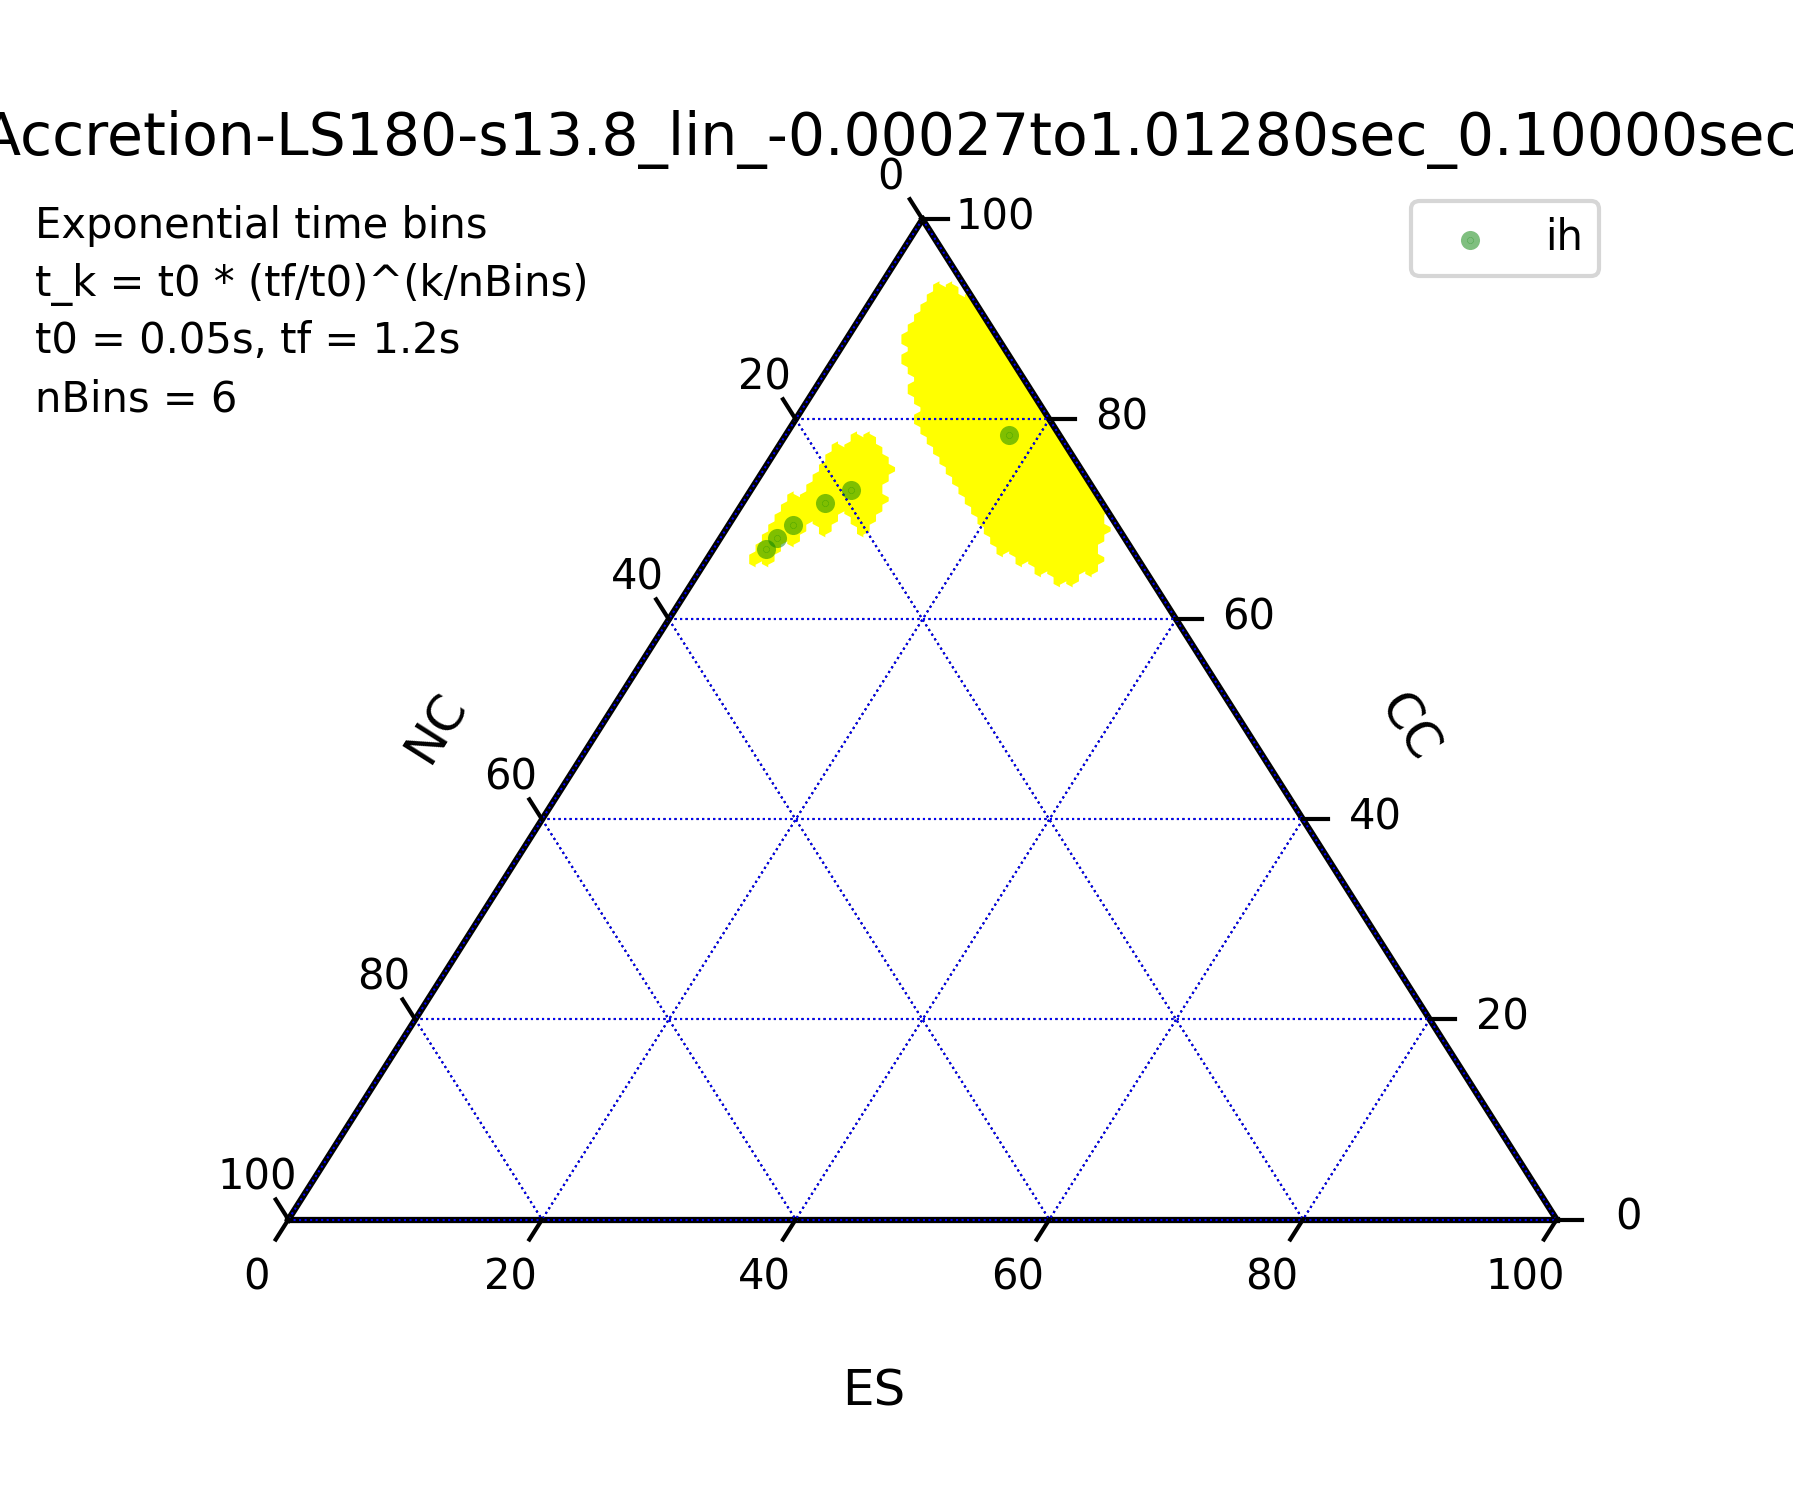 Accretion-LS180-s13.8_lin_-0.00027to1.01280sec_0.10000sec
Exponential time bins
t_k = t0 * (tf/t0)^(k/nBins)
t0 = 0.05s, tf = 1.2s
nBins = 6
ih
0
100
20
80
40
60
NC
CC
60
40
80
20
100
0
0
20
40
60
80
100
ES